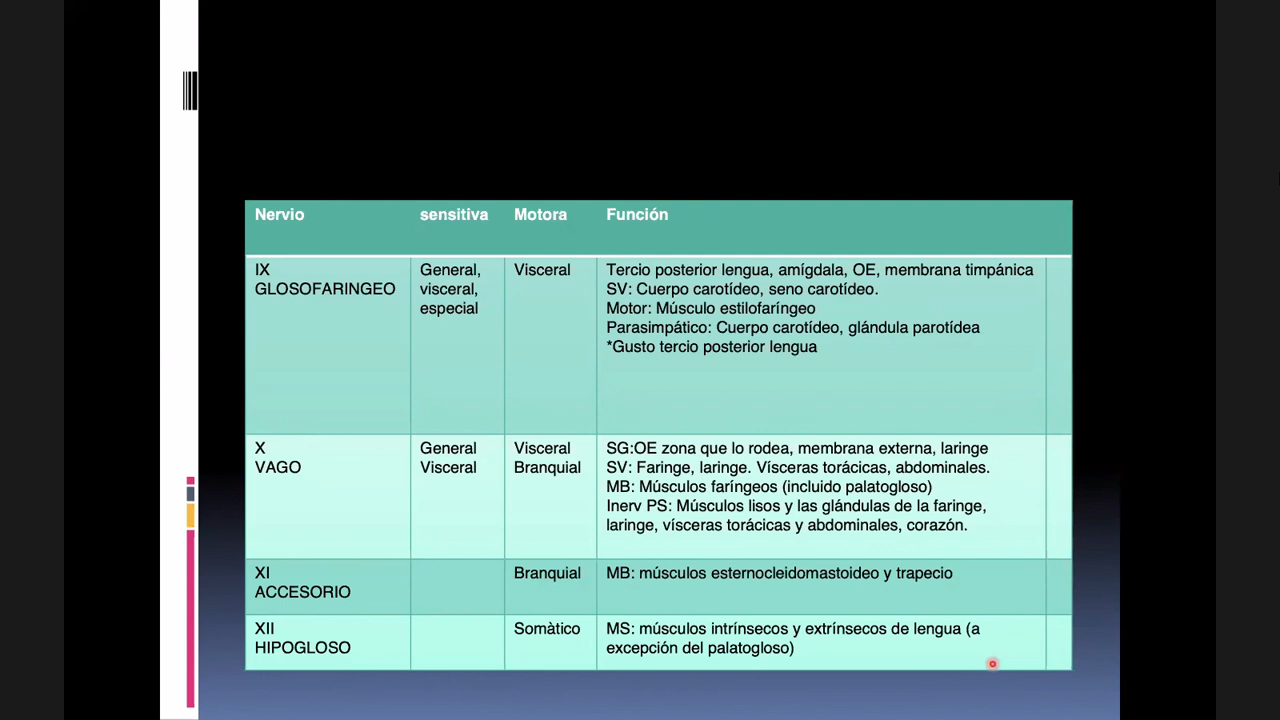 Nervio sensitiva Motora Función
IX General, Visceral Tercio posterior lengua, amígdala, OE, membrana timpánica
GLOSOFARINGEO visceral, SV: Cuerpo carotídeo, seno carotídeo.
especial Motor: Músculo estilofaríngeo
Parasimpático: Cuerpo carotídeo, glándula parotídea
*Gusto tercio posterior lengua
X General Visceral SG:OE zona que lo rodea, membrana externa, laringe
VAGO Visceral Branquial SV: Faringe, laringe. Vísceras torácicas, abdominales.
MB: Músculos faríngeos (incluido palatogloso)
Inerv PS: Músculos lisos y las glándulas de la faringe,
laringe, vísceras torácicas y abdominales, corazón.
XI Branquial MB: músculos esternocleidomastoideo y trapecio
ACCESORIO
XII Somàtico MS: músculos intrínsecos y extrínsecos de lengua (a
HIPOGLOSO excepción del palatogloso)